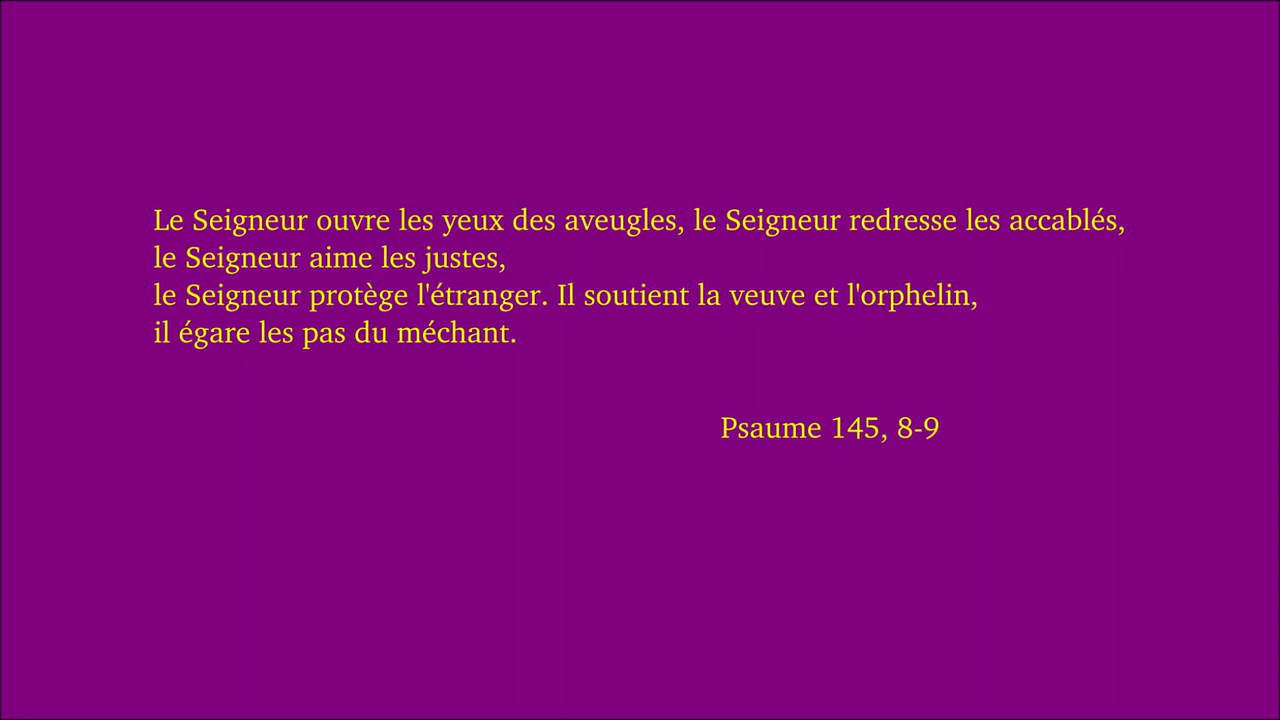 Le Seigneur ouvre les yeux des aveugles, le Seigneur redresse les accablés,
le Seigneur aime les justes,
le Seigneur protège l'étranger. Il soutient la veuve et l'orphelin,
il égare les pas du méchant.
Psaume 145, 8-9